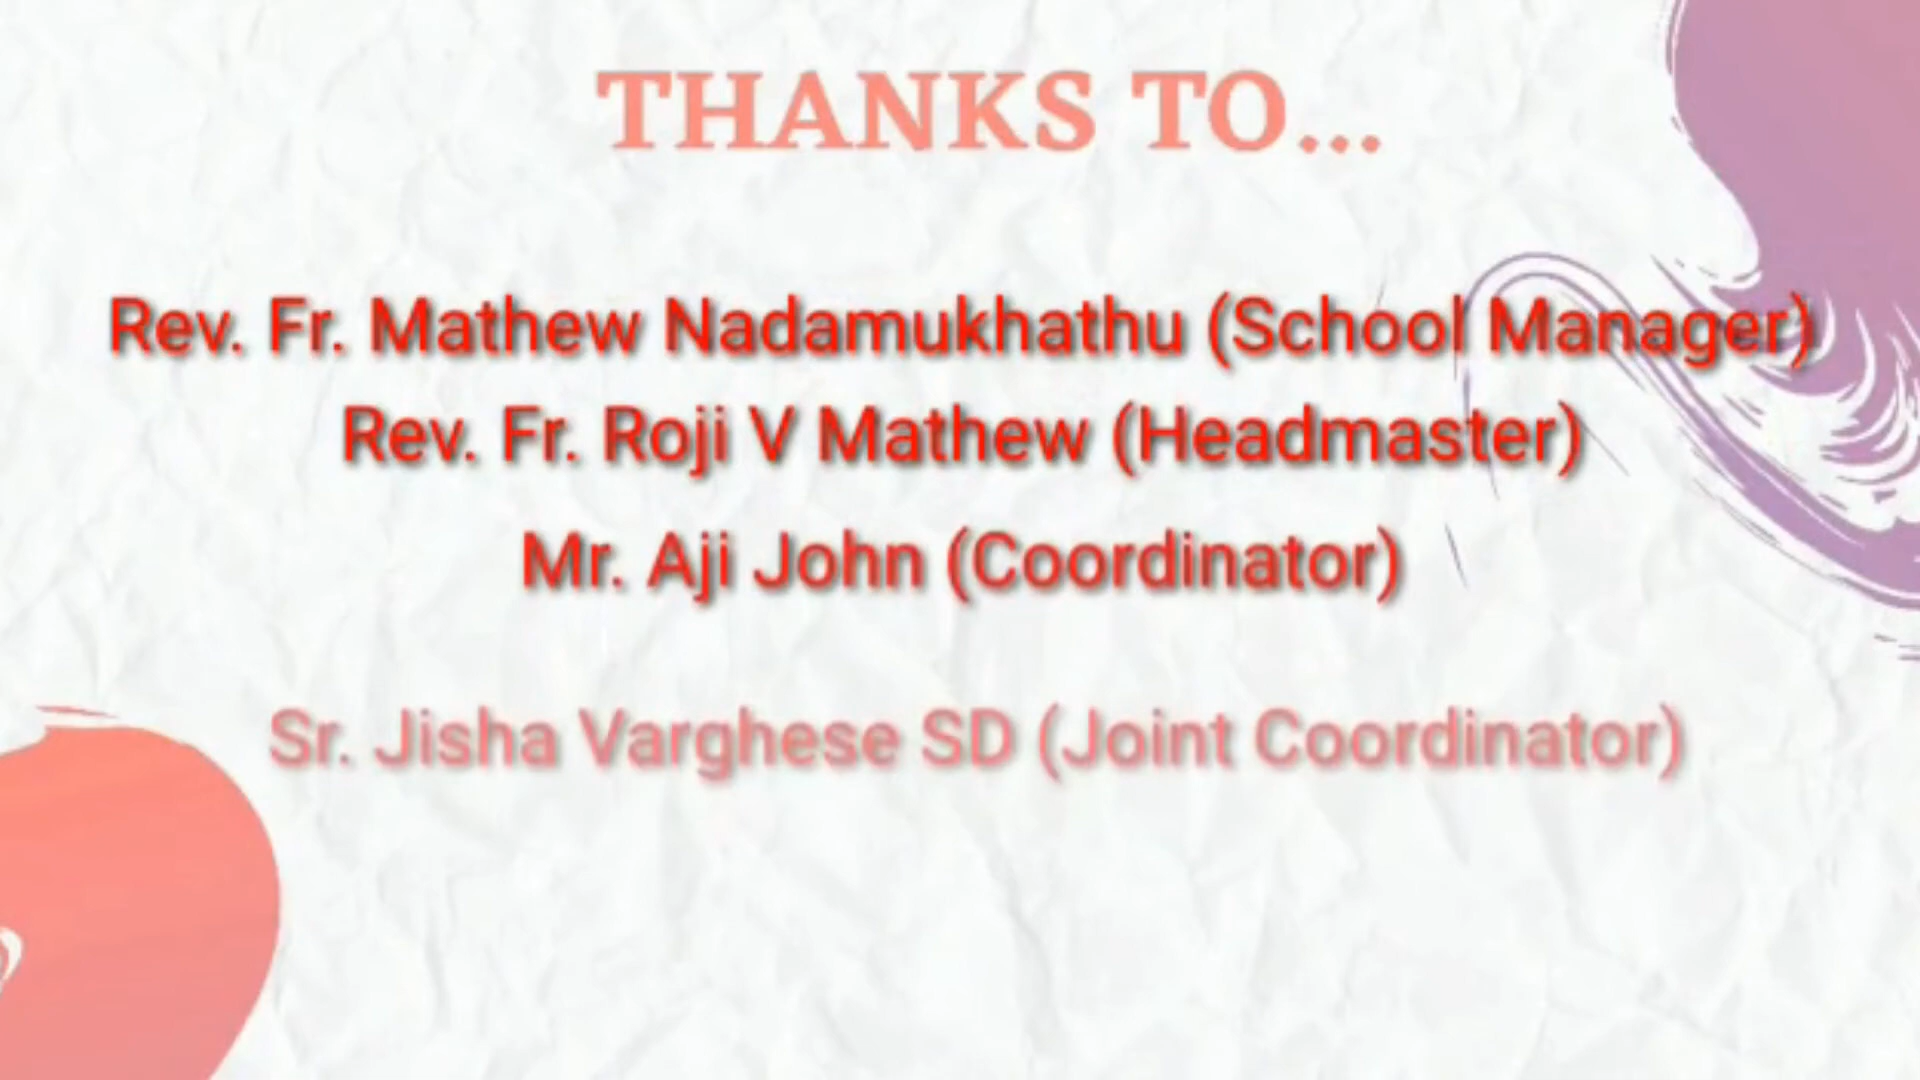 THANKS TO...
Rev. Fr. Mathew Nadamukhathu (School Manager)
Rev. Fr. Roji V Mathew (Headmaster)
Mr. Aji John (Coordinator)
Sr. Jisha Varghese SD (Joint Coordinator)